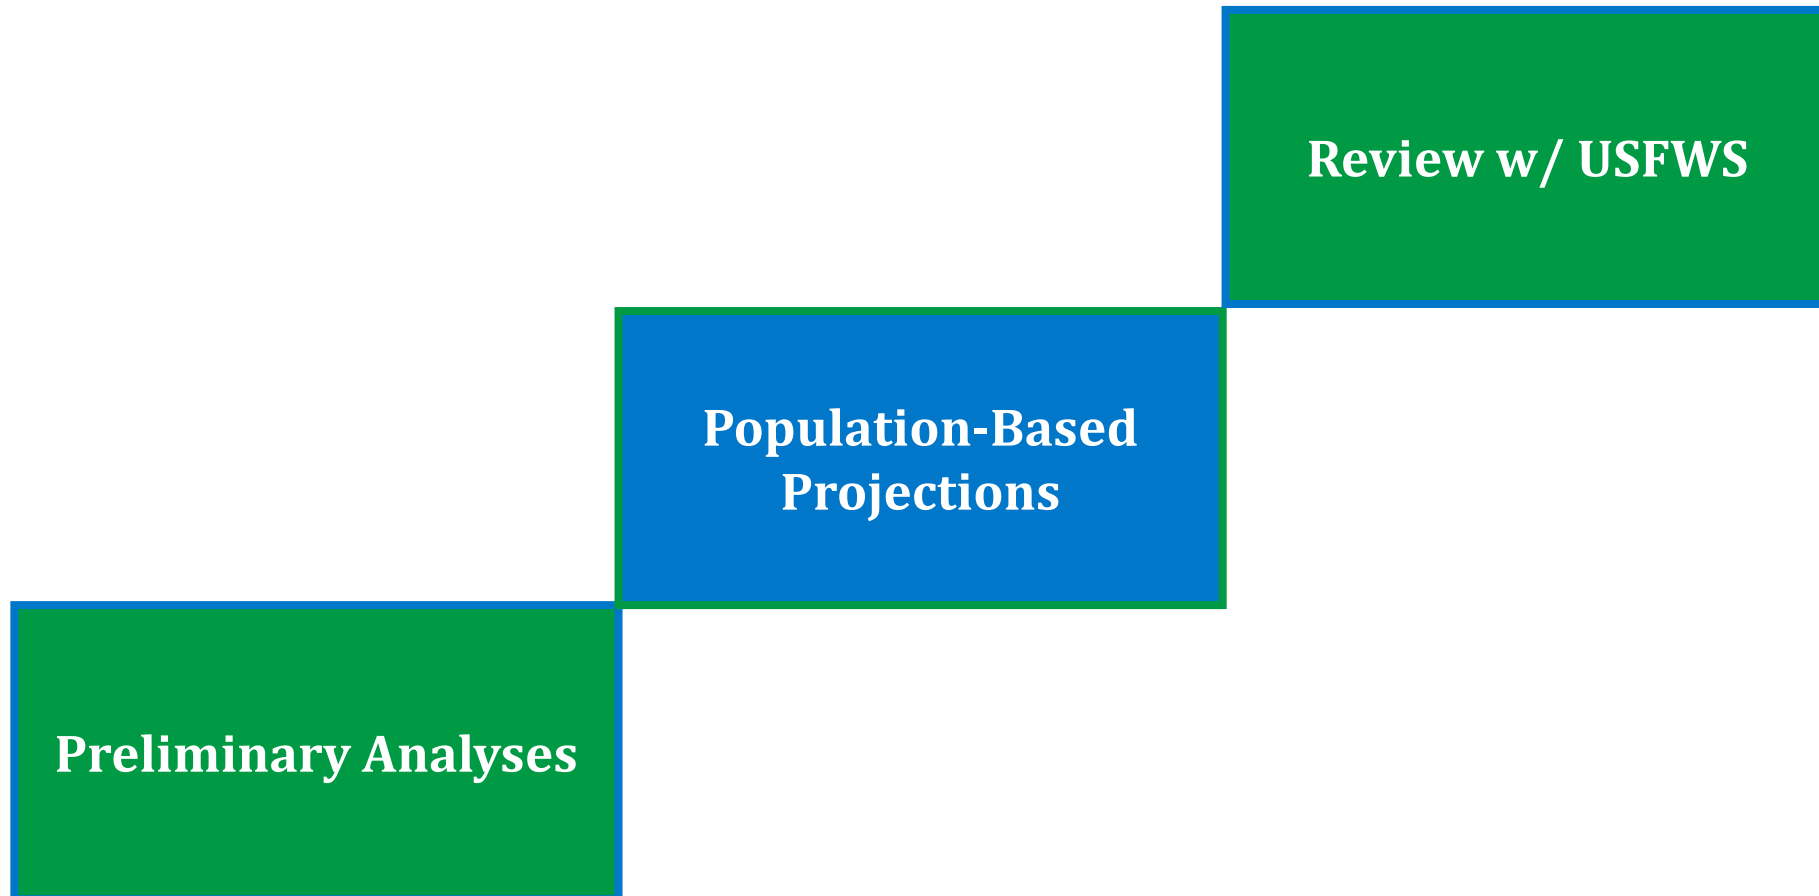 Review w/ USFWS
Population-Based
Projections
Preliminary Analyses